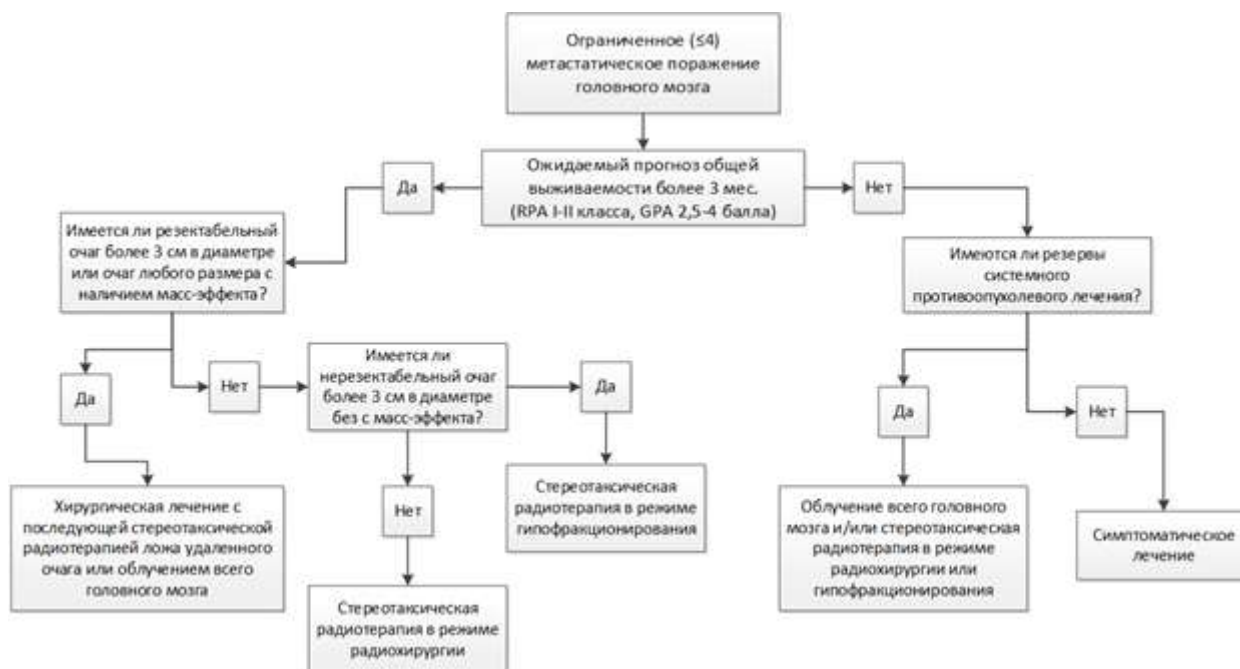 Ограниченное (≤4)
метастатическое поражение
головного мозга
Ожидаемый прогноз общей
выживаемости более 3 мес.
(RPA I-II класса, GPA 2,5-4 балла)
Да
Нет
Имеется ли резектабельный
очаг более 3 см в диаметре
или очаг любого размера с
наличием масс-эффекта?
Имеются ли резервы
системного
противоопухолевого лечения?
Да
Нет
Имеется ли
нерезектабельный очаг
более 3 см в диаметре
без с масс-эффекта?
Да
Да
Нет
Хирургическая лечение с
последующей стереотаксической
радиотерапией ложа удаленного
очага или облучением всего
головного мозга
Нет
Стереотаксическая
радиотерапия в режиме
гипофракционирования
Облучение всего головного
мозга и/или стереотаксическая
радиотерапия в режиме
радиохирургии или
гипофракционирования
Симптоматическое
лечение
Стереотаксическая
радиотерапия в режиме
радиохирургии